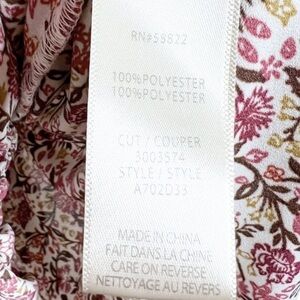 RN#58822
100%POLYESTER
100%POLYESTER
CUT / COUPER
3003574
STYLE / STYLE
A702D33
MADE IN CHINA
FAIT DANS LA CHINE
CARE ON REVERSE
NETTOYAGE AU REVERS